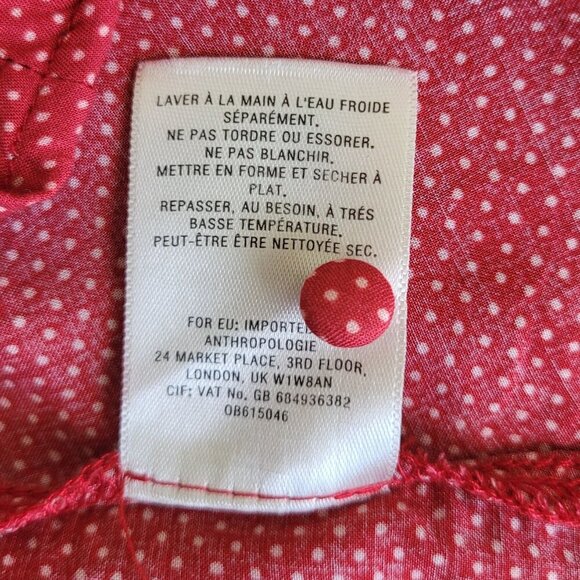 LAVER À LA MAIN À L'EAU FROIDE
SÉPARÉMENT.
NE PAS TORDRE OU ESSORER.
NE PAS BLANCHIR.
METTRE EN FORME ET SÉCHER À
PLAT.
REPASSER, AU BESOIN, À TRÉS
BASSE TEMPÉRATURE.
PEUT-ÊTRE ÊTRE NETTOYÉE SEC.
FOR EU:
ANTHROPOLOGIE
24 MARKET PLACE, 3RD FLOOR,
LONDON, UK W1W8AN
CIF: VAT No. GB 684936382
OB615046